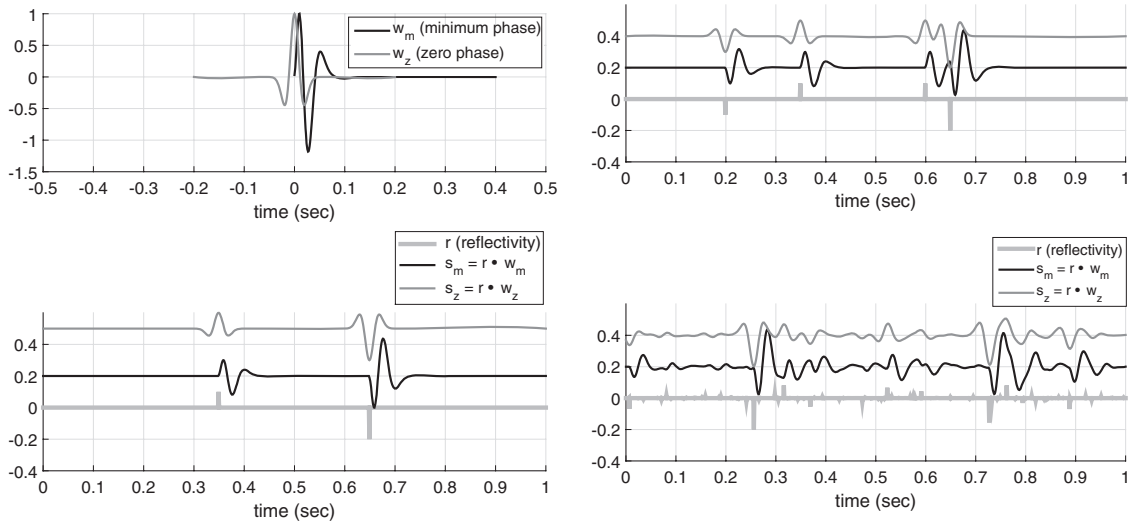 1
0.5
0
-0.5
-1
-1.5
-0.5 -0.4 -0.3 -0.2 -0.1 0 0.1 0.2 0.3 0.4 0.5
time (sec)
w_m (minimum phase)
w_z (zero phase)
0.4
0.2
0
-0.2
-0.4
0 0.1 0.2 0.3 0.4 0.5 0.6 0.7 0.8 0.9 1
time (sec)
r (reflectivity)
s_m = r • w_m
s_z = r • w_z
0.4
0.2
0
-0.2
-0.4
0 0.1 0.2 0.3 0.4 0.5 0.6 0.7 0.8 0.9 1
time (sec)
r (reflectivity)
s_m = r • w_m
s_z = r • w_z
0.4
0.2
0
-0.2
-0.4
0 0.1 0.2 0.3 0.4 0.5 0.6 0.7 0.8 0.9 1
time (sec)